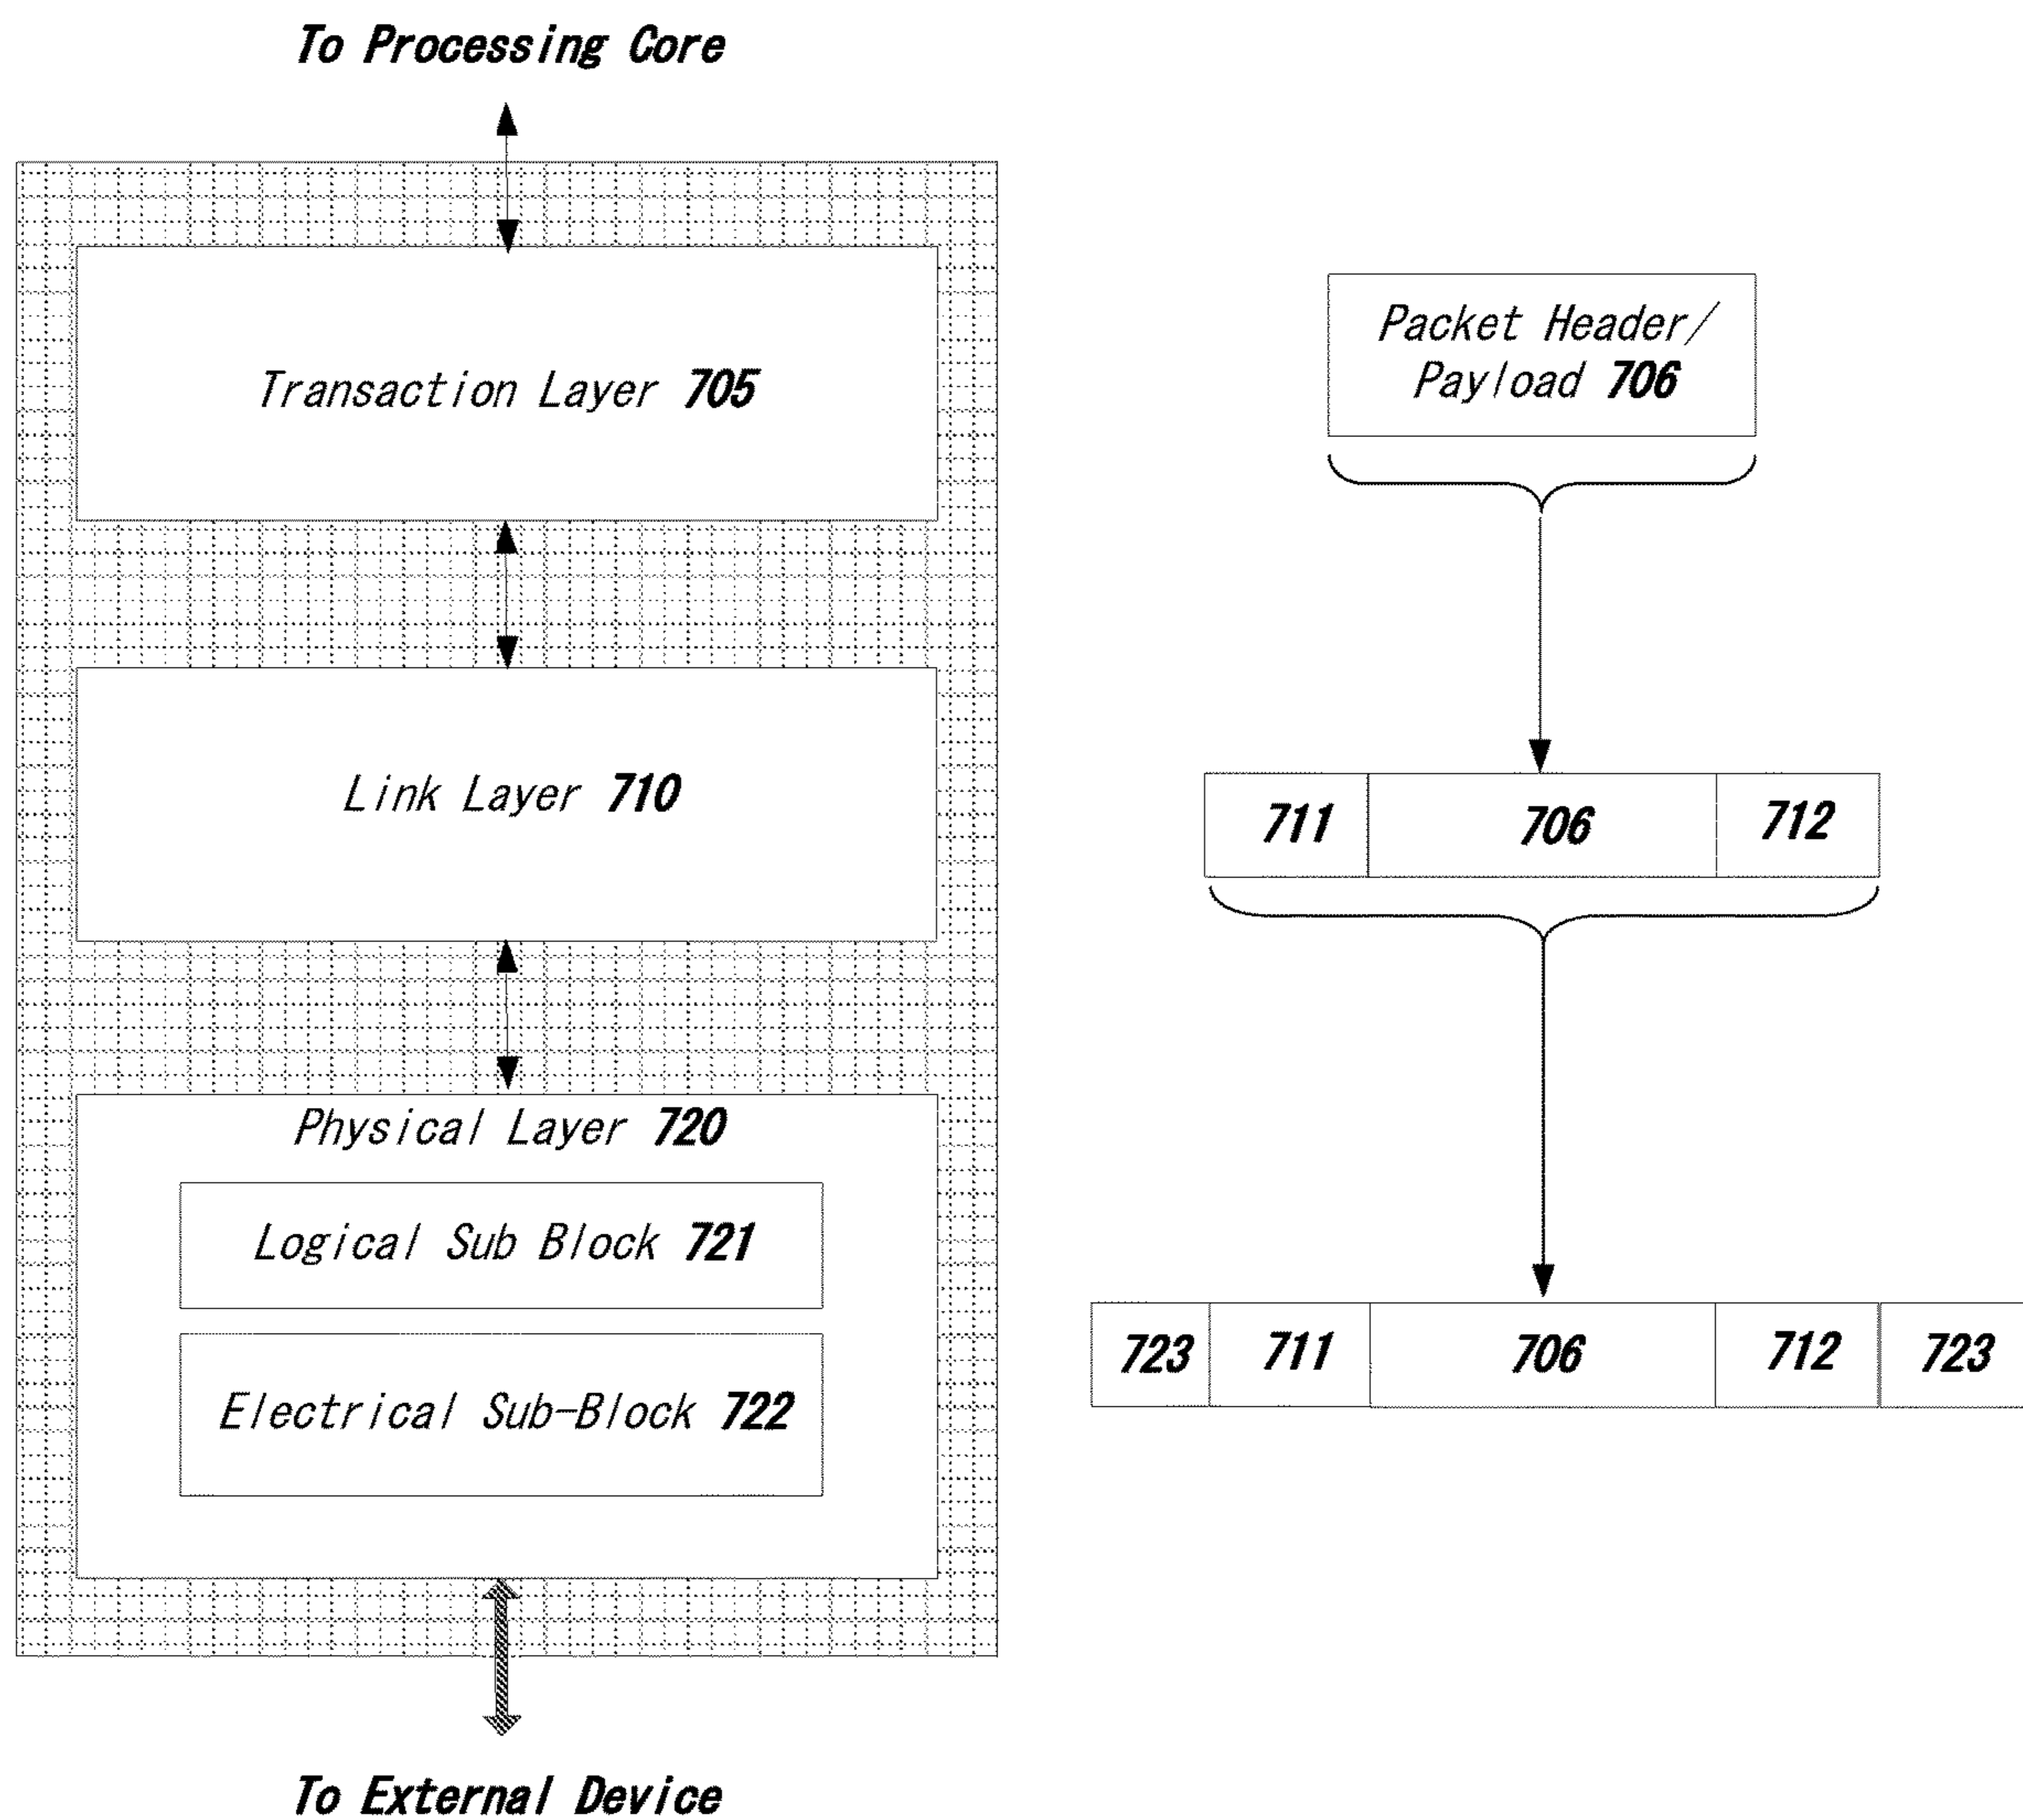 To Processing Core
Transaction Layer 705
Link Layer 710
Physical Layer 720
Logical Sub Block 721
Electrical Sub-Block 722
To External Device
Packet Header/
Payload 706
711 706 712
723 711 706 712 723